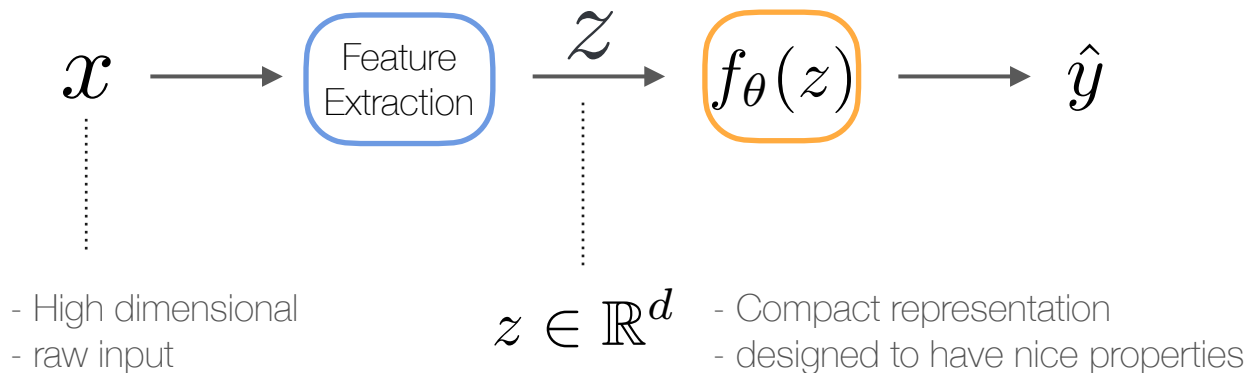 x
Feature
Extraction
z
f_θ(z)
ŷ
- High dimensional
- raw input
z ∈ ℝ^d
- Compact representation
- designed to have nice properties